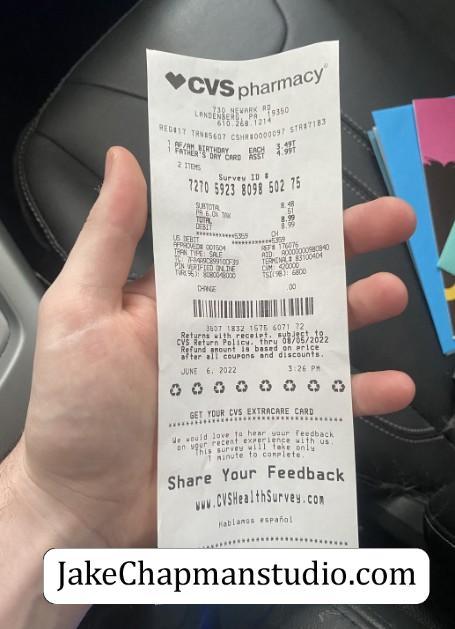 CVS pharmacy®
730 NEWARK RD
LANDENBERG, PA 19350
610.268.1214
REG#17 TRN#5607 CSHR#0000097 STR#7183
1 AF/AM BIRTHDAY EACH 3.49T
1 FATHER'S DAY CARD ASST 4.99T
2 ITEMS
Survey ID #
7270 5923 8098 502 75
SUBTOTAL 8.48
PA 6.0% TAX .51
TOTAL 8.99
DEBIT 8.99
************5359 CH
US DEBIT ************5359
APPROVED# 001504 REF# 176076
TRAN TYPE: SALE AID: A0000000980840
TERMINAL# 83100404
PIN VERIFIED ONLINE CVM: 420000
TVR(95): 8080048000 TSI(9B): 6800
CHANGE .00
3607 1832 1575 6071 72
Returns with receipt, subject to
CVS Return Policy, thru 08/05/2022
Refund amount is based on price
after all coupons and discounts.
JUNE 6, 2022 3:26 PM
GET YOUR CVS EXTRACARE CARD
We would love to hear your feedback
on your recent experience with us.
This survey will take only
1 minute to complete.
Share Your Feedback
www.CVSHealthSurvey.com
Hablamos español
JakeChapmanstudio.com